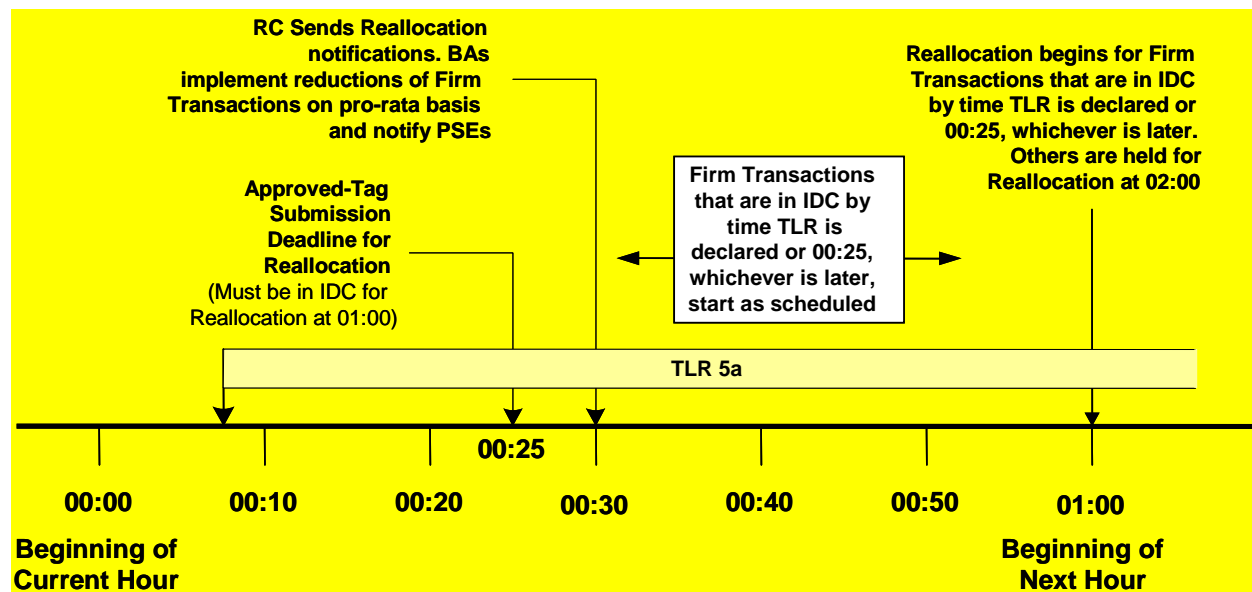 RC Sends Reallocation
notifications. BAs
implement reductions of Firm
Transactions on pro-rata basis
and notify PSEs
Reallocation begins for Firm
Transactions that are in IDC
by time TLR is declared or
00:25, whichever is later.
Others are held for
Reallocation at 02:00
Approved-Tag
Submission
Deadline for
Reallocation
(Must be in IDC for
Reallocation at 01:00)
Firm Transactions
that are in IDC by
time TLR is
declared or 00:25,
whichever is later,
start as scheduled
TLR 5a
00:25
00:00
00:10
00:20
00:30
00:40
00:50
01:00
Beginning of
Current Hour
Beginning of
Next Hour